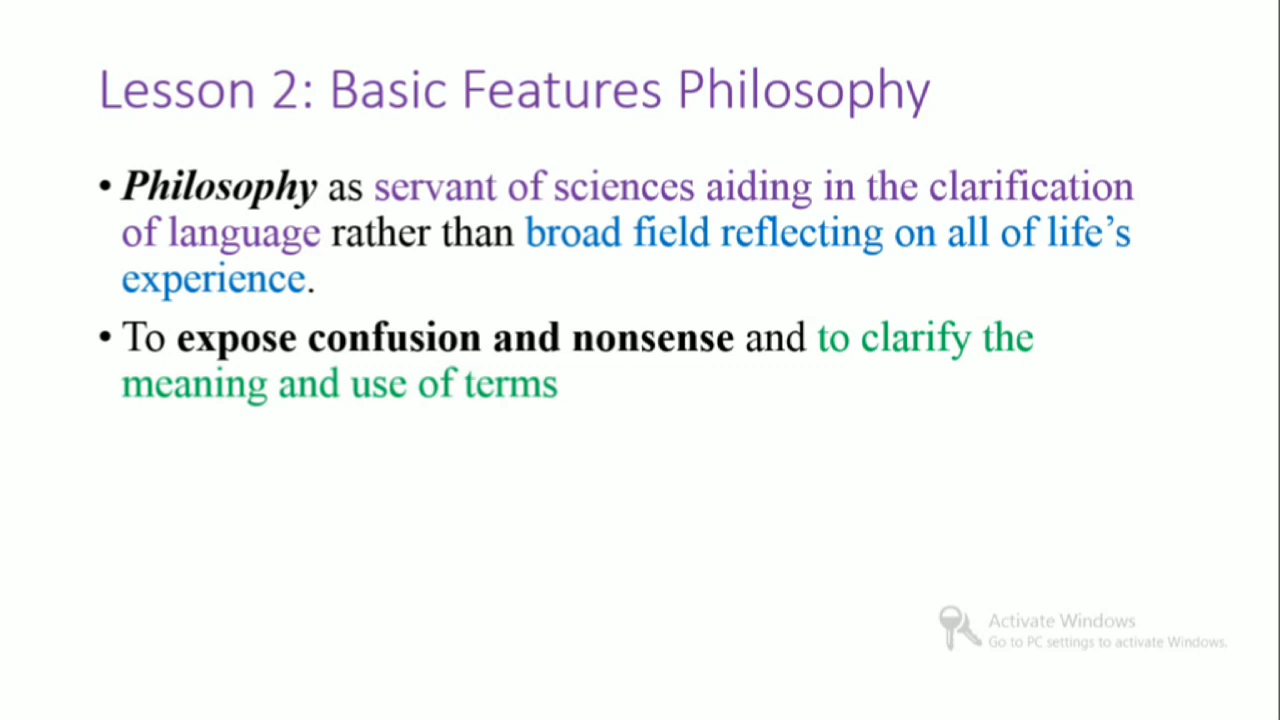 Lesson 2: Basic Features Philosophy
• Philosophy as servant of sciences aiding in the clarification
of language rather than broad field reflecting on all of life’s
experience.
• To expose confusion and nonsense and to clarify the
meaning and use of terms
Activate Windows
Go to PC settings to activate Windows.